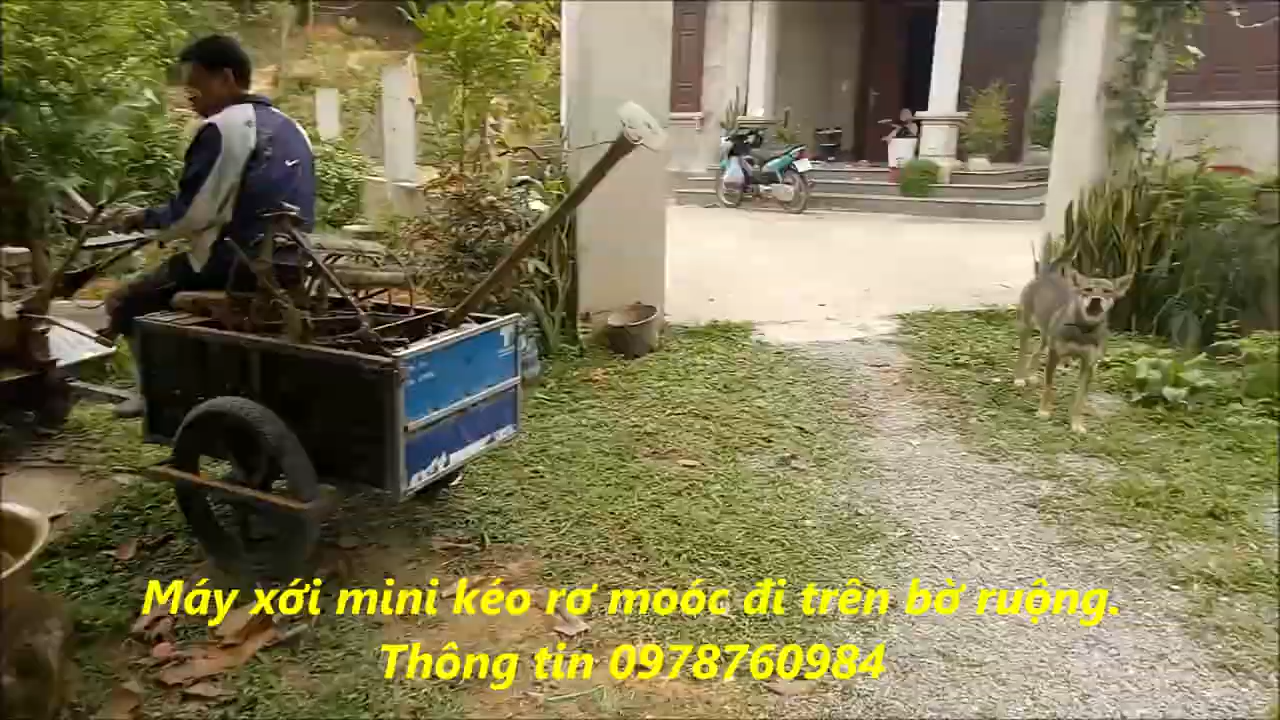 Máy xới mini kéo rơ moóc đi trên bờ ruộng.
Thông tin 0978760984